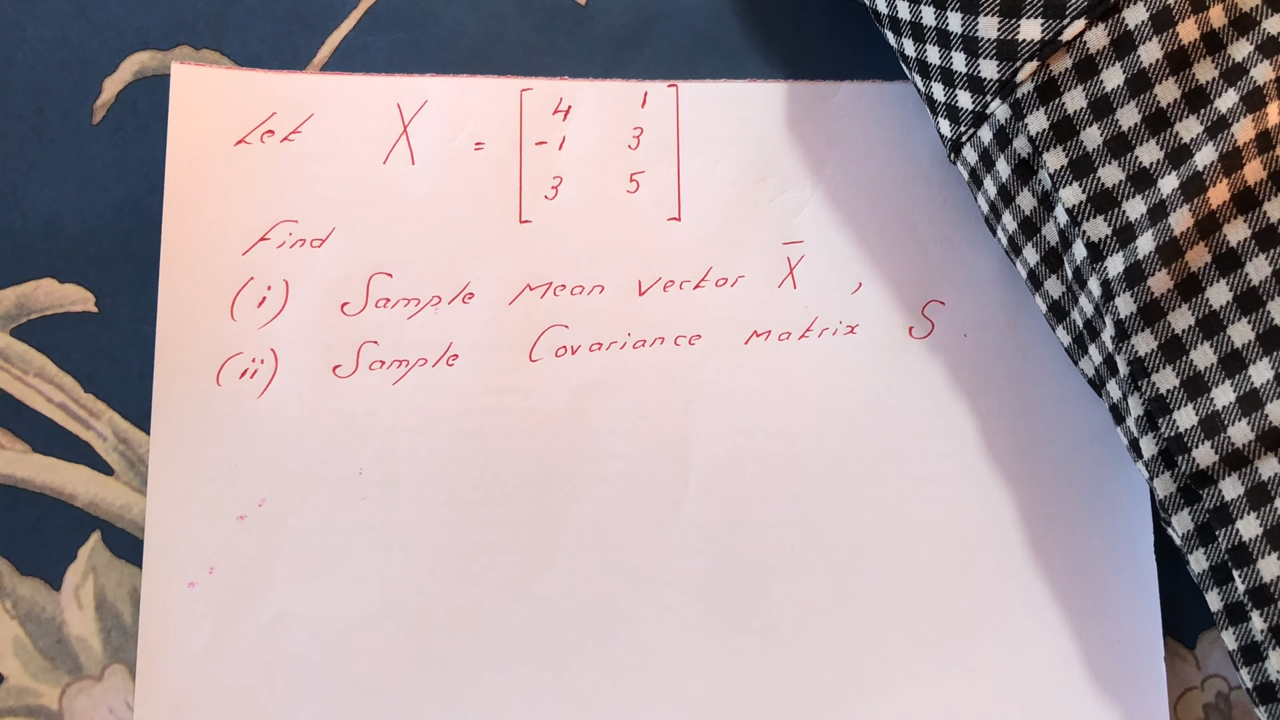 Let X = [ 4 1
-1 3
3 5 ]
Find
(i) Sample Mean vector X̄ ,
(ii) Sample Covariance matrix S.